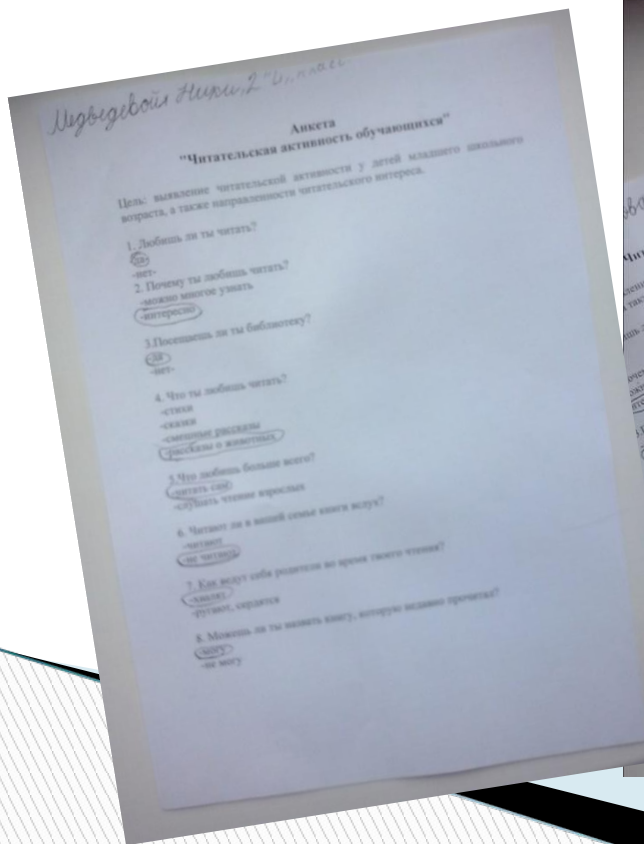 Медведевой Ники, 2 "И" класс
Анкета
"Читательская активность обучающихся"
Цель: выявление читательской активности у детей младшего школьного
возраста, а также направленности читательского интереса.
1. Любишь ли ты читать?
-да-
-нет-
2. Почему ты любишь читать?
-можно многое узнать
-интересно
3.Посещаешь ли ты библиотеку?
-да
-нет-
4. Что ты любишь читать?
-стихи
-сказки
-смешные рассказы
-рассказы о животных
5.Что любишь больше всего?
-читать сам
-слушать чтение взрослых
6. Читают ли в вашей семье книги вслух?
-читают
-не читают
7. Как ведут себя родители во время твоего чтения?
-хвалят
-ругают, сердятся
8. Можешь ли ты назвать книгу, которую недавно прочитал?
-могу
-не могу